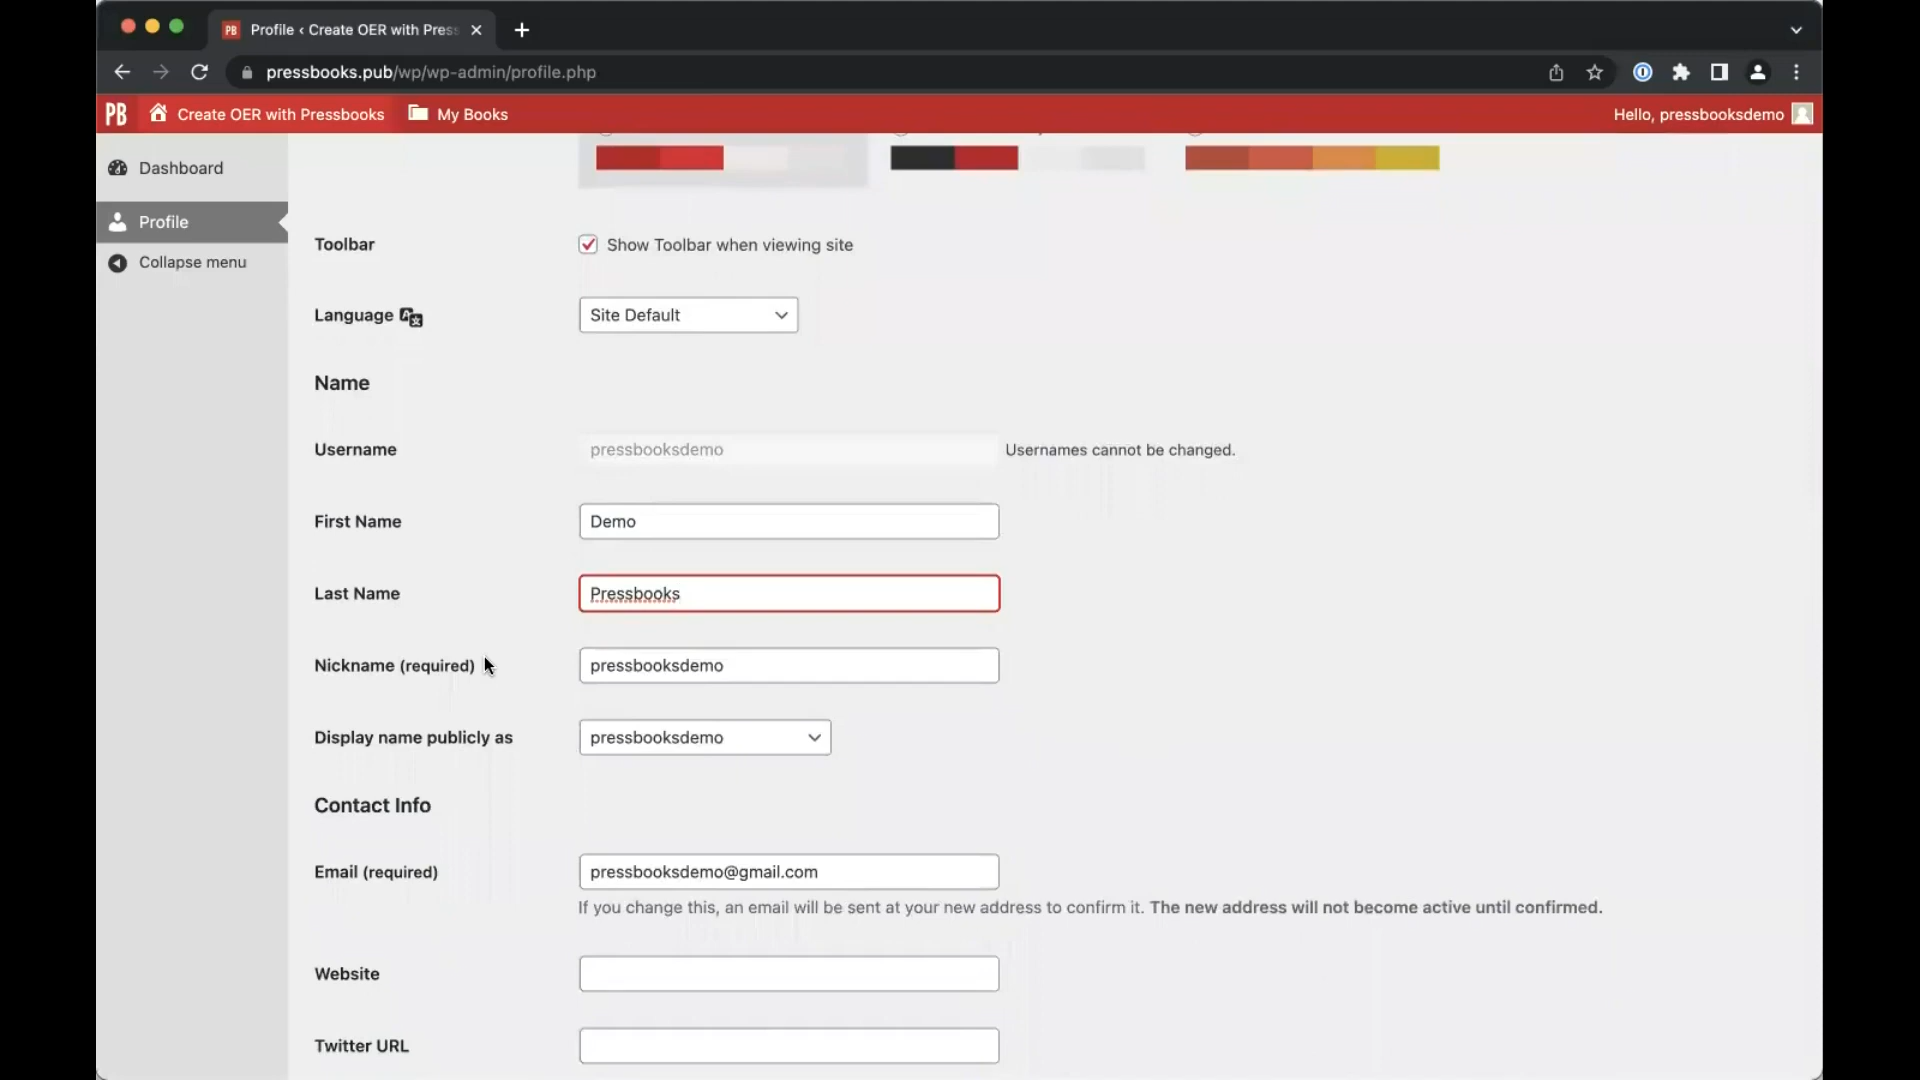 PB Profile ‹ Create OER with Press
pressbooks.pub/wp/wp-admin/profile.php
PB Create OER with Pressbooks My Books Hello, pressbooksdemo
Dashboard
Profile
Collapse menu
Toolbar Show Toolbar when viewing site
Language Site Default
Name
Username pressbooksdemo Usernames cannot be changed.
First Name Demo
Last Name Pressbooks
Nickname (required) pressbooksdemo
Display name publicly as pressbooksdemo
Contact Info
Email (required) pressbooksdemo@gmail.com
If you change this, an email will be sent at your new address to confirm it. The new address will not become active until confirmed.
Website
Twitter URL